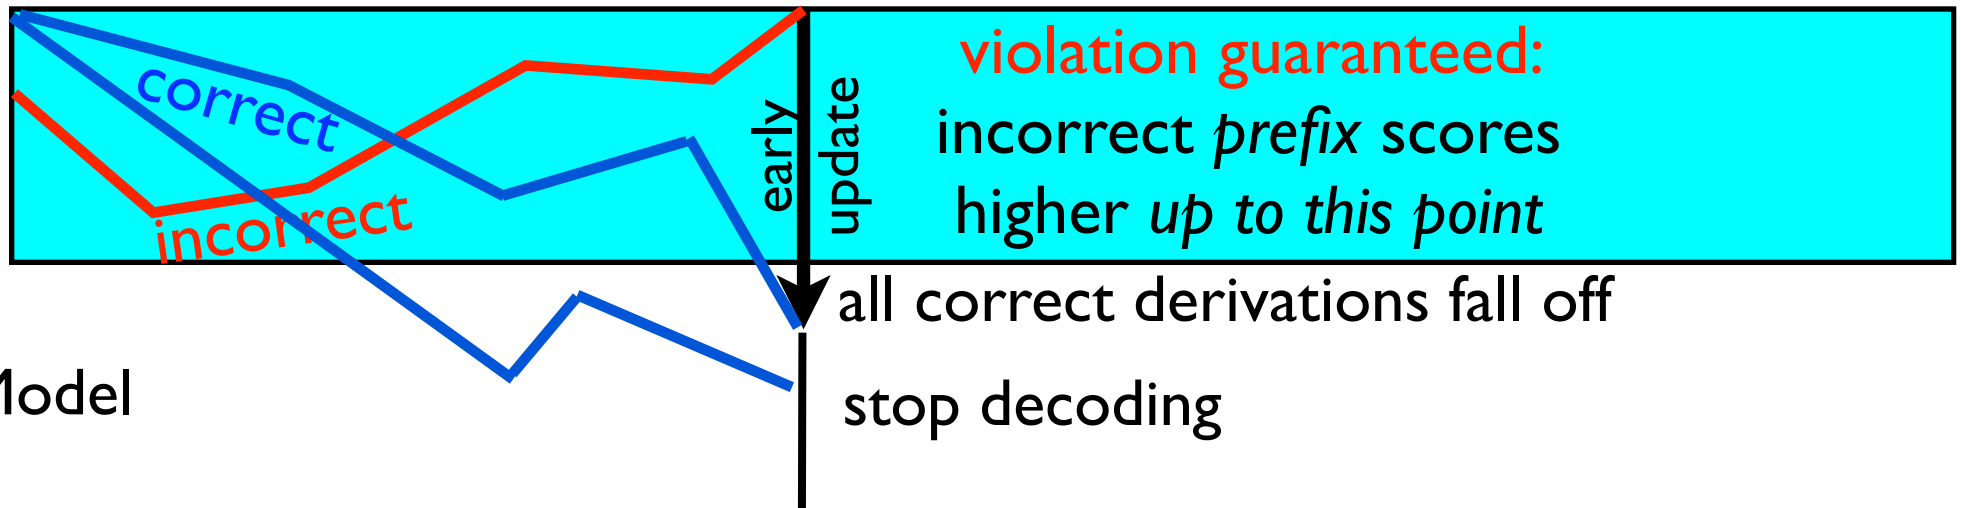 correct
incorrect
early
update
violation guaranteed:
incorrect prefix scores
higher up to this point
all correct derivations fall off
stop decoding
Model